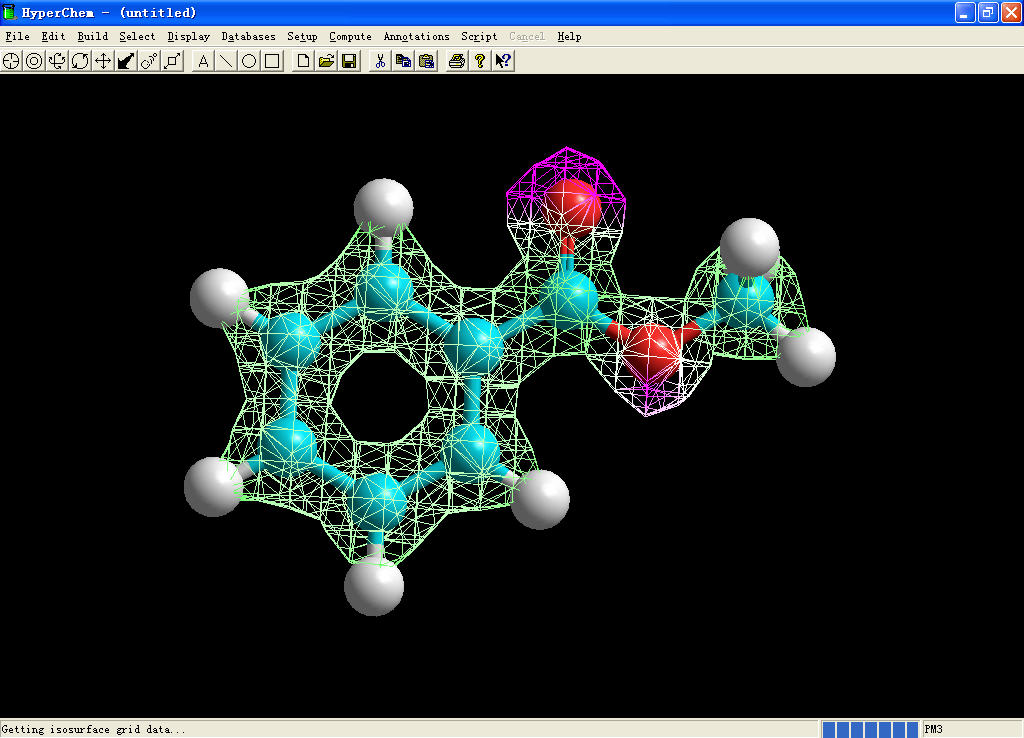 HyperChem - (untitled)
File Edit Build Select Display Databases Setup Compute Annotations Script Cancel Help
A
Getting isosurface grid data...
PM3